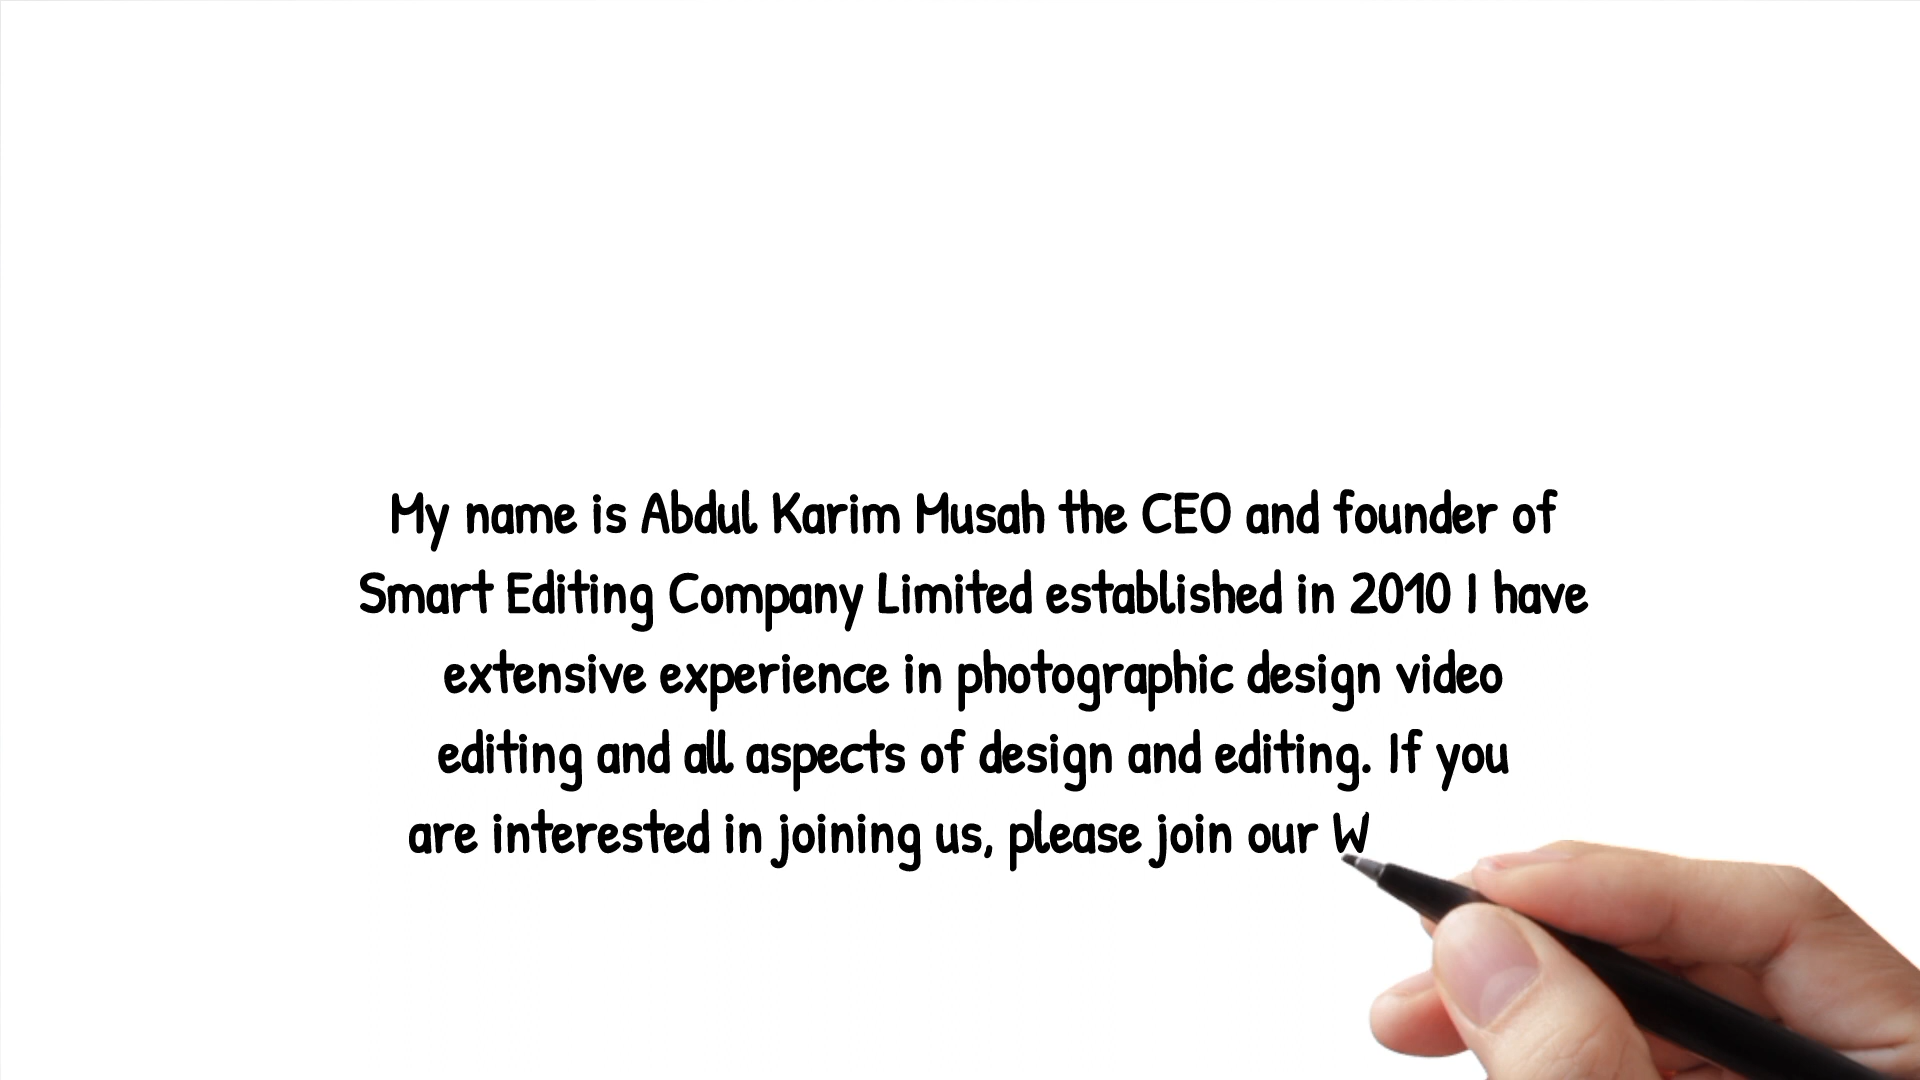 My name is Abdul Karim Musah the CEO and founder of
Smart Editing Company Limited established in 2010 I have
extensive experience in photographic design video
editing and all aspects of design and editing. If you
are interested in joining us, please join our W